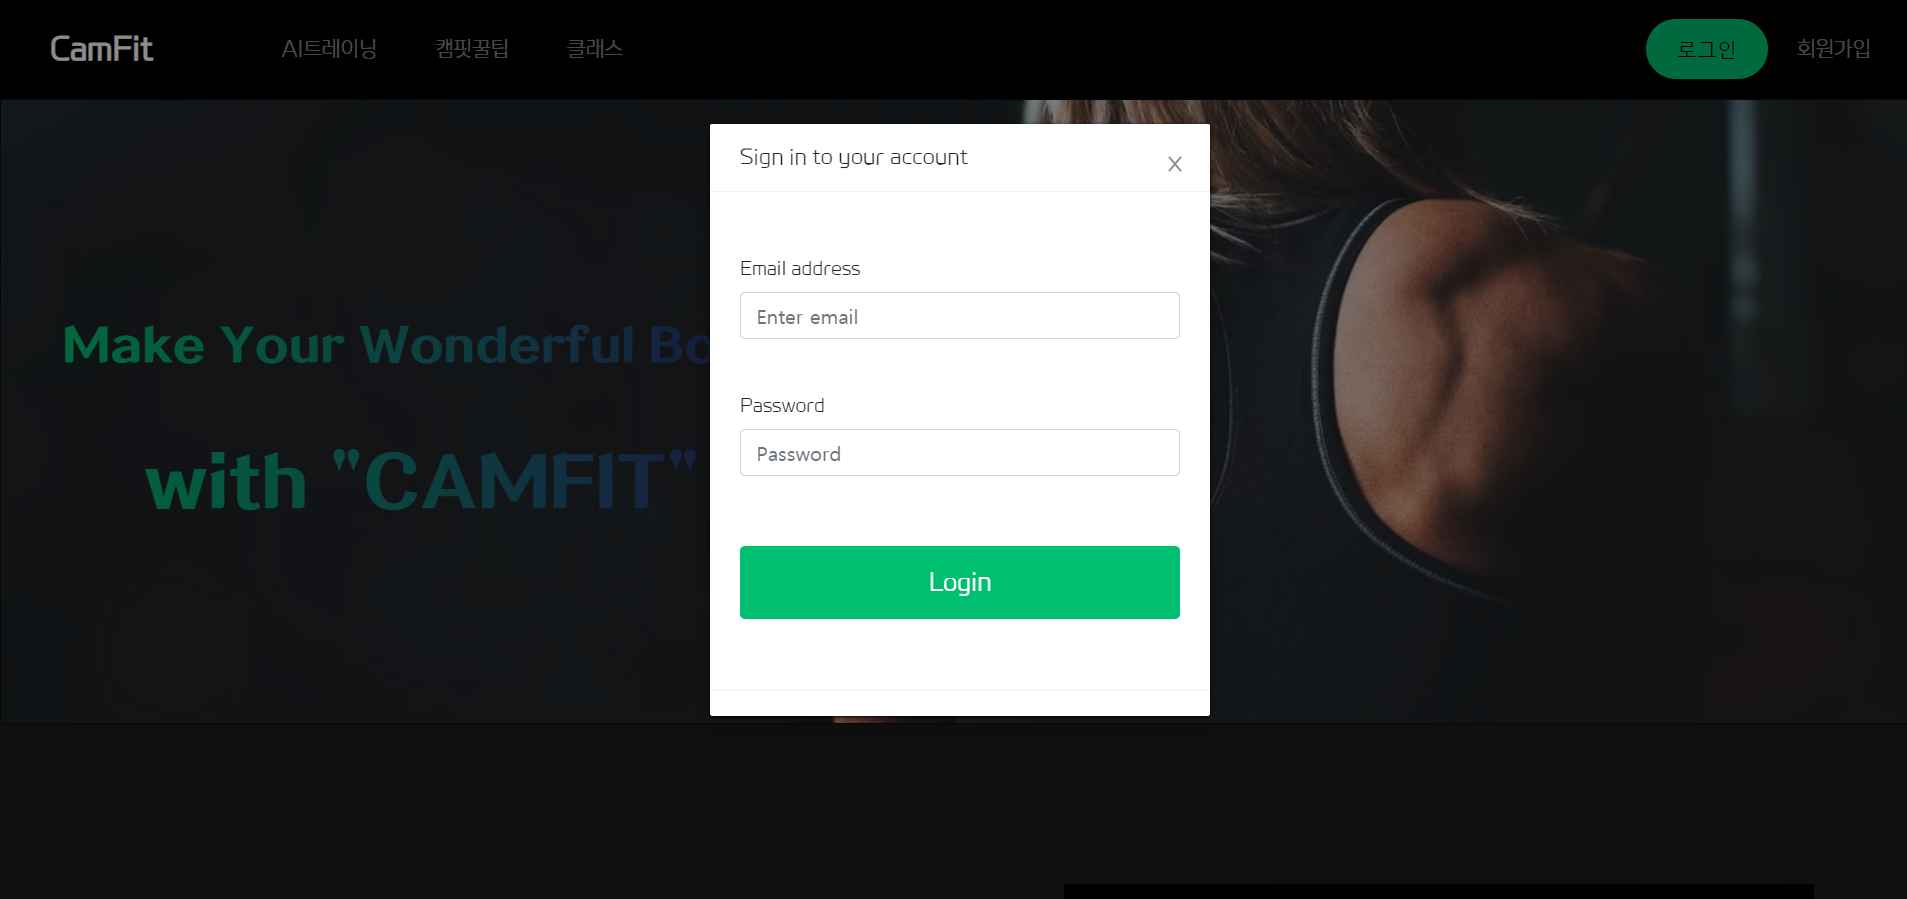 CamFit
AI트레이닝
캠핏꿀팁
클래스
로그인
회원가입
Sign in to your account
X
Email address
Enter email
Password
Password
Login
Make Your Wonderful
with "CAMFIT"